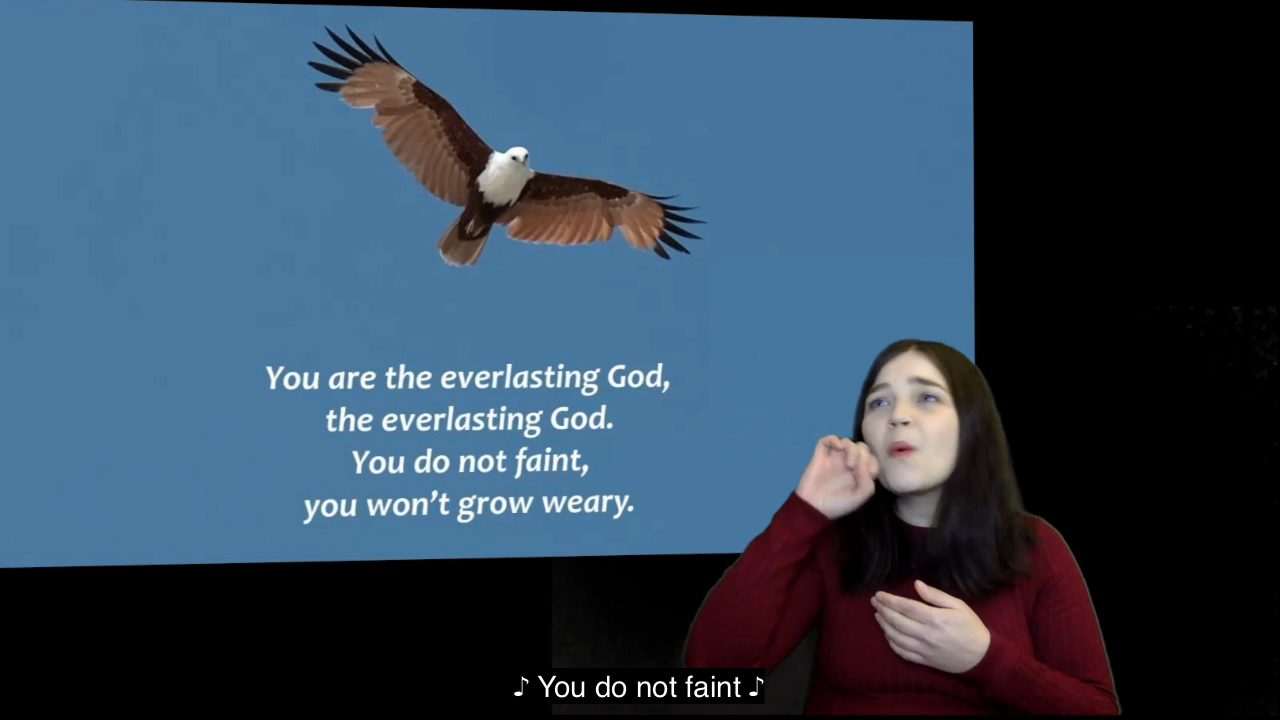 You are the everlasting God,
the everlasting God.
You do not faint,
you won't grow weary.
♪ You do not faint ♪